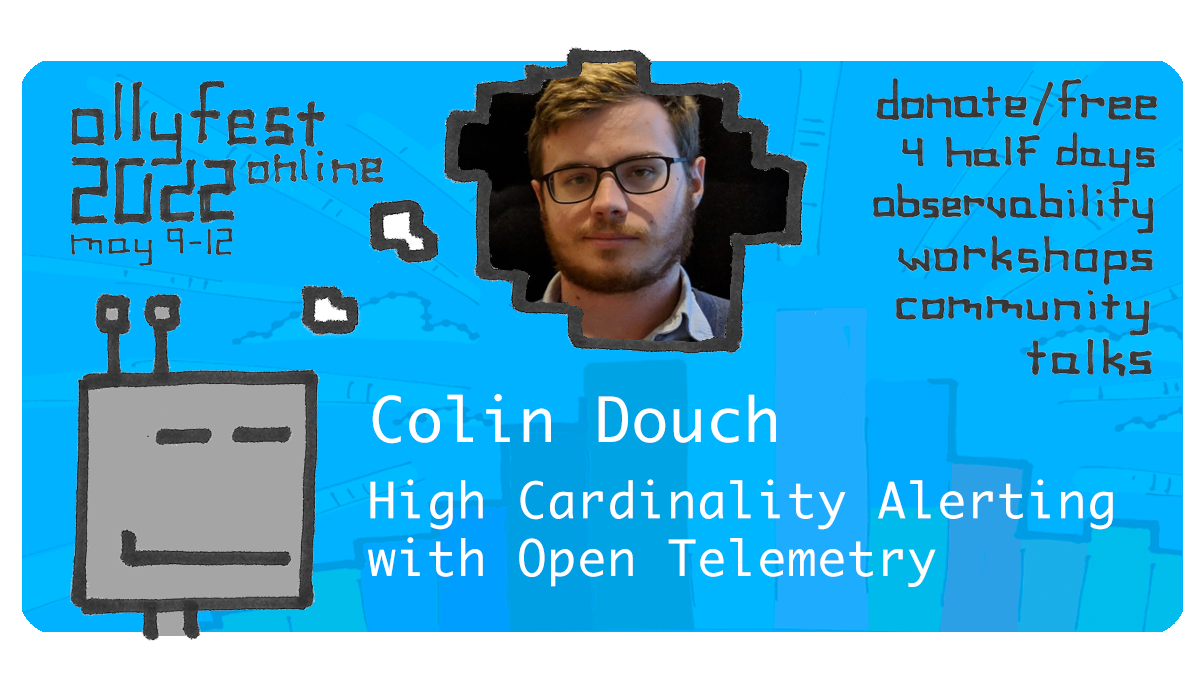 ollyfest
2022 online
may 9-12
donate/free
4 half days
observability
workshops
community
talks
Colin Douch
High Cardinality Alerting
with Open Telemetry